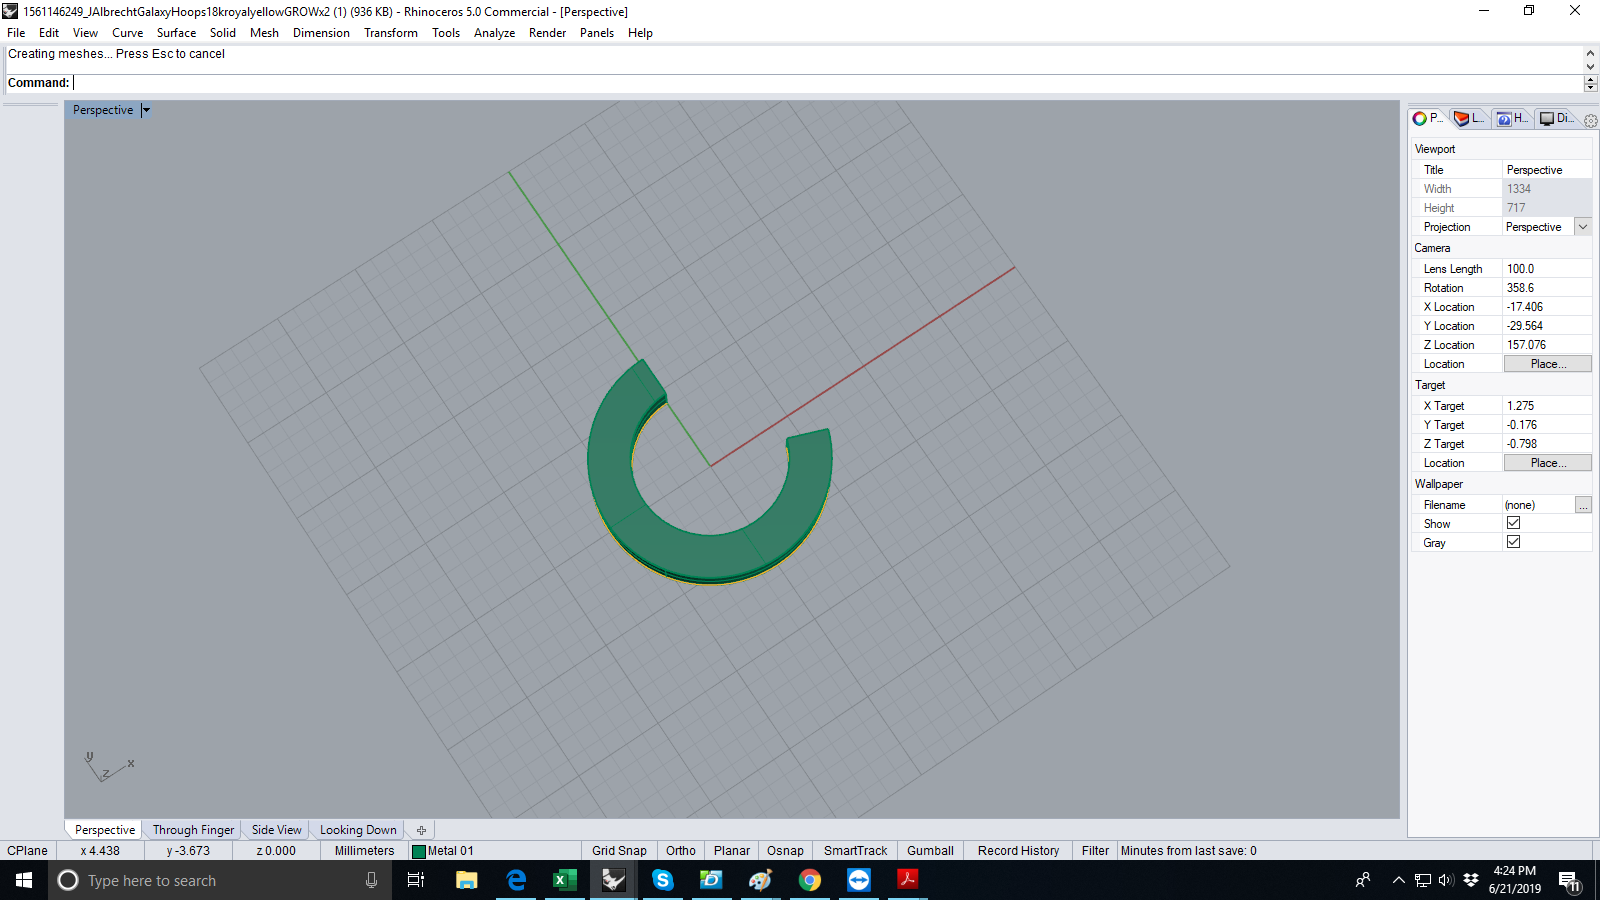 1561146249_JAlbrechtGalaxyHoops18kroyalyellowGROWx2 (1) (936 KB) - Rhinoceros 5.0 Commercial - [Perspective]
File Edit View Curve Surface Solid Mesh Dimension Transform Tools Analyze Render Panels Help
Creating meshes... Press Esc to cancel
Command:
Perspective
P... L... H... Di...
Viewport
Title Perspective
Width 1334
Height 717
Projection Perspective
Camera
Lens Length 100.0
Rotation 358.6
X Location -17.406
Y Location -29.564
Z Location 157.076
Location Place...
Target
X Target 1.275
Y Target -0.176
Z Target -0.798
Location Place...
Wallpaper
Filename (none) ...
Show
Gray
y
z x
Perspective Through Finger Side View Looking Down
CPlane x 4.438 y -3.673 z 0.000 Millimeters Metal 01 Grid Snap Ortho Planar Osnap SmartTrack Gumball Record History Filter Minutes from last save: 0
Type here to search
4:24 PM
6/21/2019
11